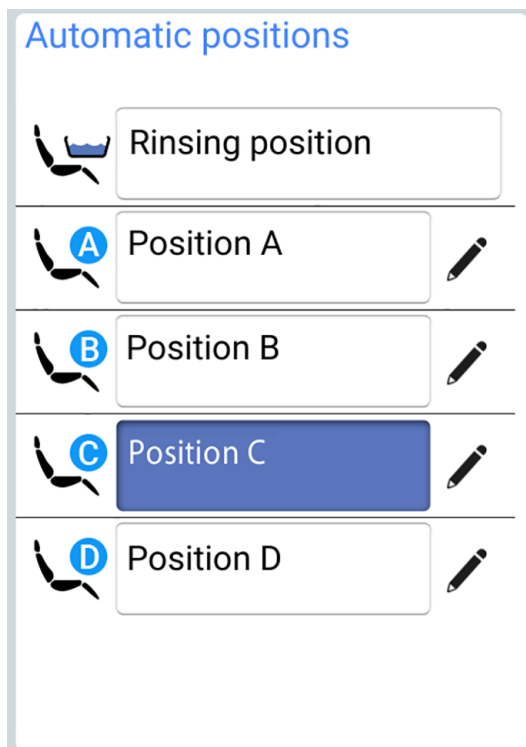 Automatic positions
Rinsing position
A Position A
B Position B
C Position C
D Position D